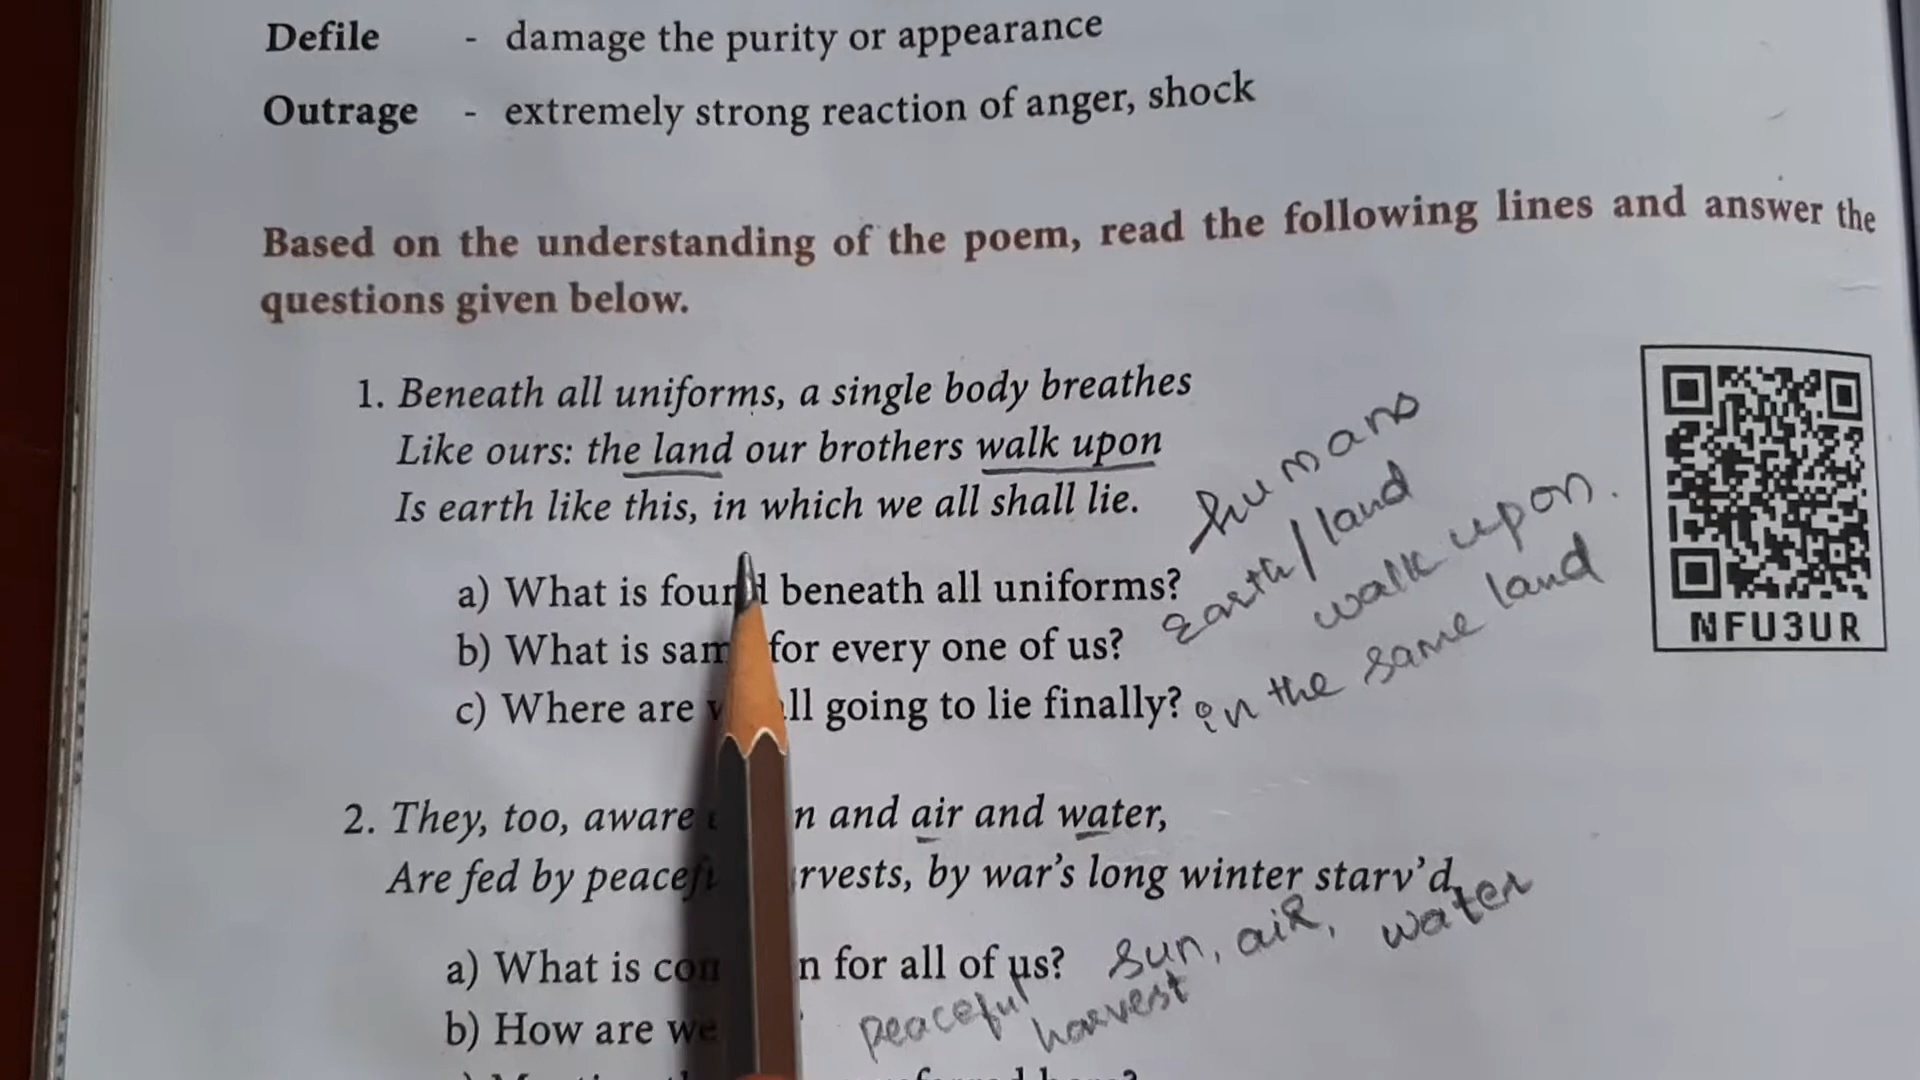 Defile - damage the purity or appearance
Outrage - extremely strong reaction of anger, shock
Based on the understanding of the poem, read the following lines and answer the
questions given below.
1. Beneath all uniforms, a single body breathes
Like ours: the land our brothers walk upon
Is earth like this, in which we all shall lie.
humans
a) What is found beneath all uniforms?
earth/land
walk upon.
b) What is sam for every one of us?
c) Where are ll going to lie finally? in the same land
NFU3UR
2. They, too, aware n and air and water,
Are fed by peacef rvests, by war's long winter starv'd
a) What is com n for all of us? sun, air, water
b) How are we peaceful
harvest